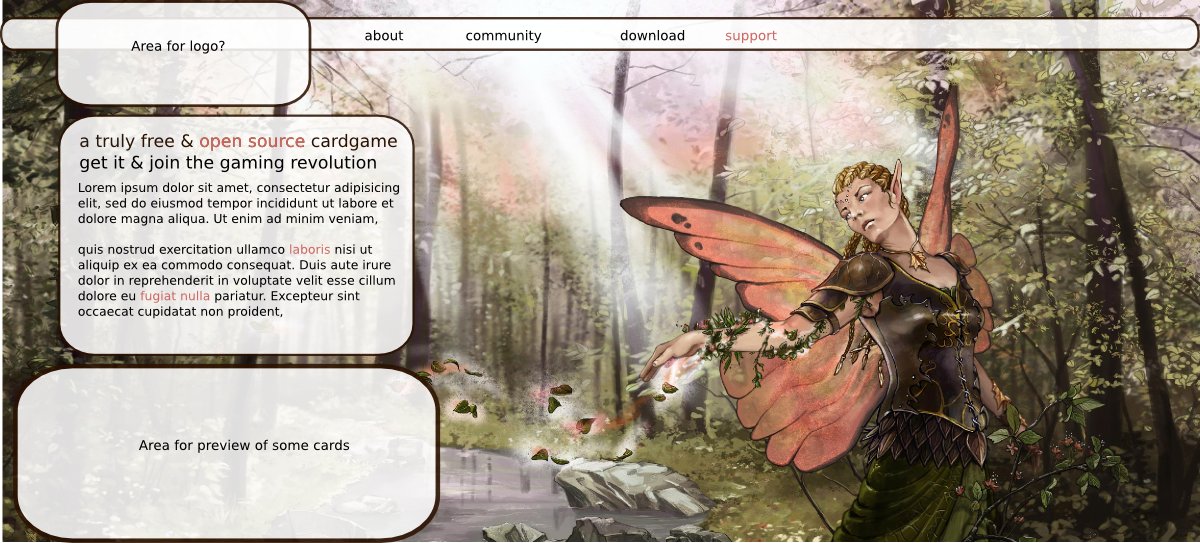 Area for logo?
about
community
download
support
a truly free & open source cardgame
get it & join the gaming revolution
Lorem ipsum dolor sit amet, consectetur adipisicing
elit, sed do eiusmod tempor incididunt ut labore et
dolore magna aliqua. Ut enim ad minim veniam,
quis nostrud exercitation ullamco laboris nisi ut
aliquip ex ea commodo consequat. Duis aute irure
dolor in reprehenderit in voluptate velit esse cillum
dolore eu fugiat nulla pariatur. Excepteur sint
occaecat cupidatat non proident,
Area for preview of some cards